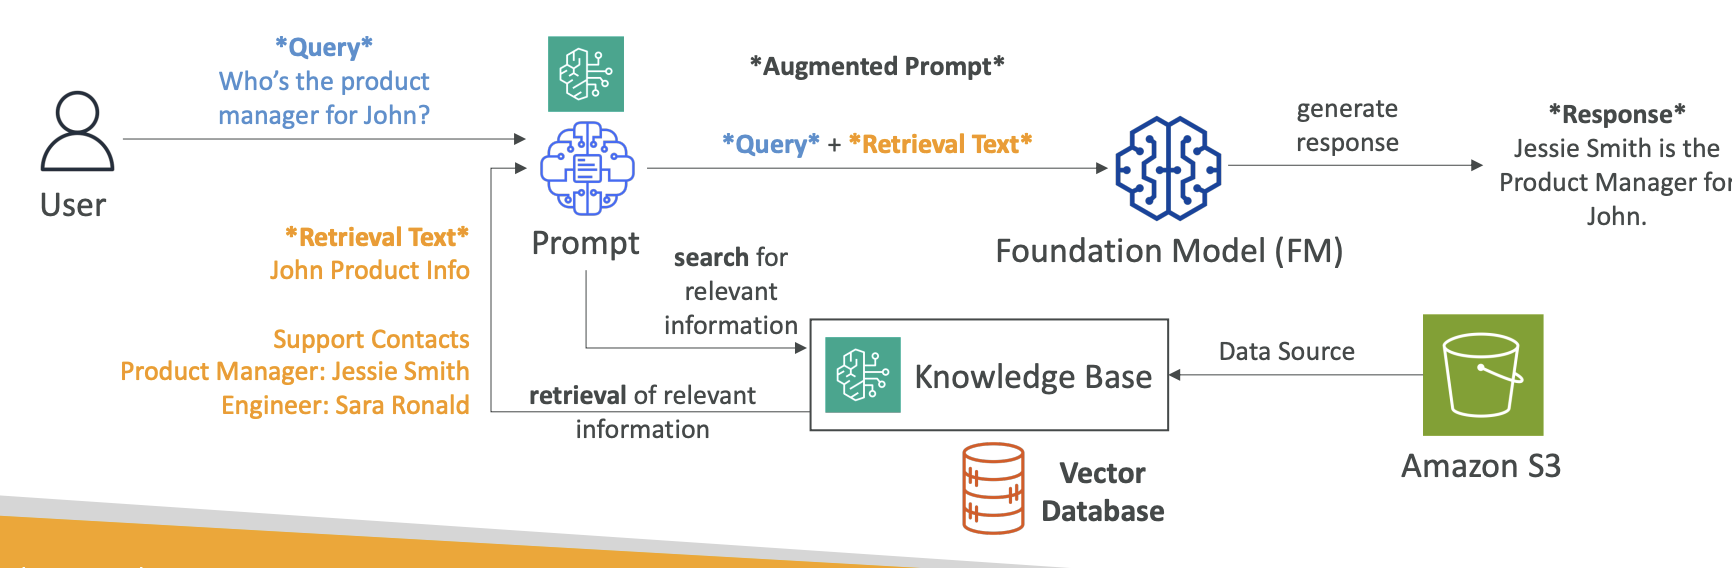 *Query*
Who’s the product
manager for John?
User
Prompt
*Augmented Prompt*
*Query* + *Retrieval Text*
Foundation Model (FM)
generate
response
*Response*
Jessie Smith is the
Product Manager for
John.
*Retrieval Text*
John Product Info
Support Contacts
Product Manager: Jessie Smith
Engineer: Sara Ronald
search for
relevant
information
retrieval of relevant
information
Knowledge Base
Vector
Database
Data Source
Amazon S3